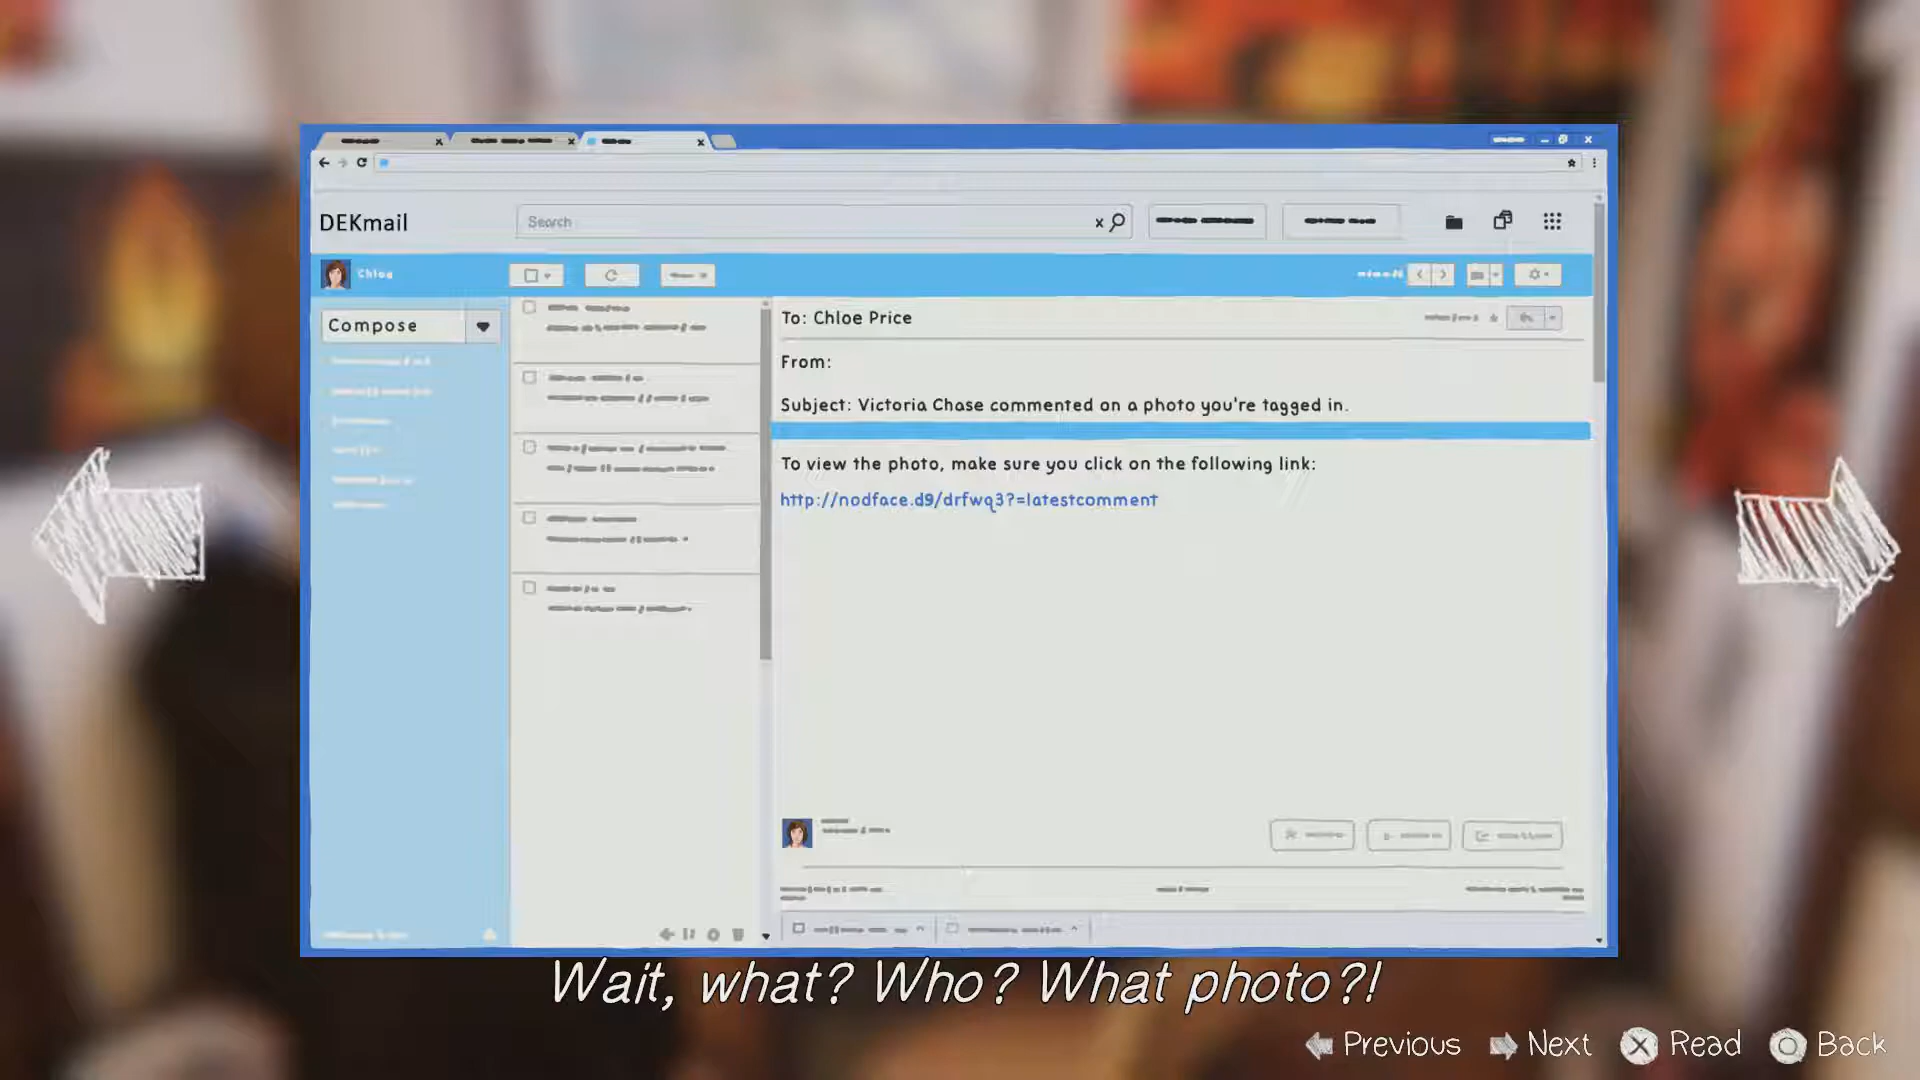 DEKmail
Search
Chloe
Compose
To: Chloe Price
From:
Subject: Victoria Chase commented on a photo you're tagged in.
To view the photo, make sure you click on the following link:
http://nodface.d9/drfwq3?=latestcomment
Wait, what? Who? What photo?!
Previous
Next
Read
Back